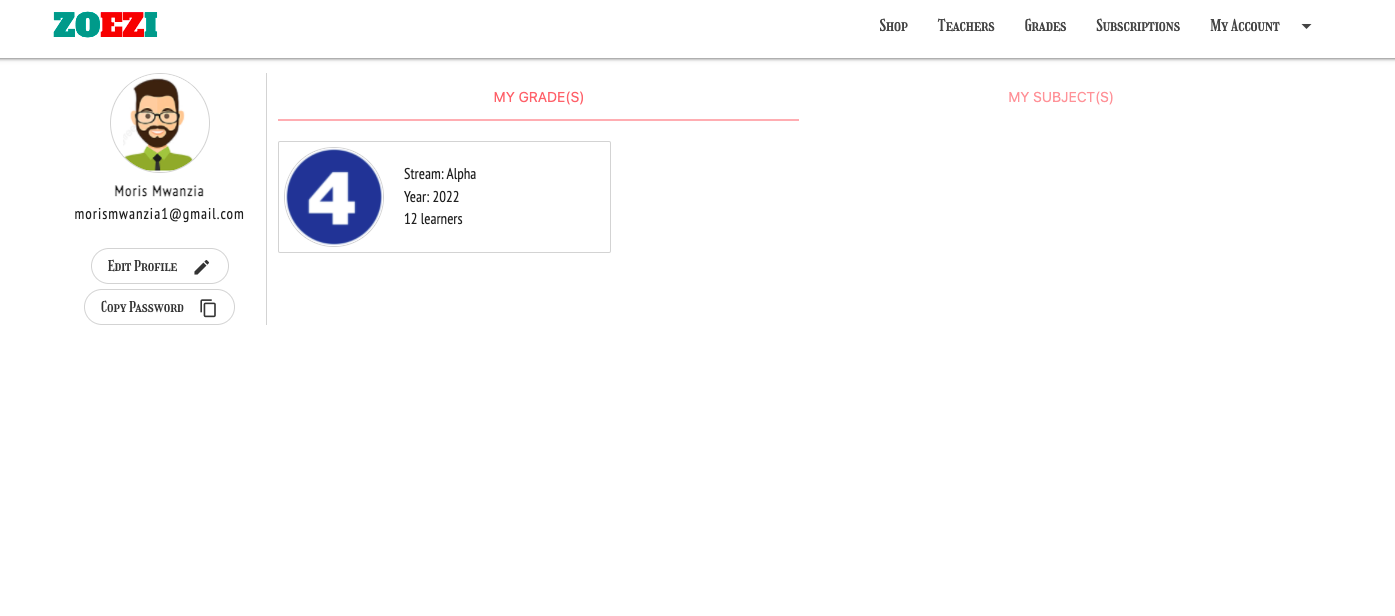 ZOEZI
Shop Teachers Grades Subscriptions My Account
Moris Mwanzia
morismwanzia1@gmail.com
Edit Profile
Copy Password
MY GRADE(S) MY SUBJECT(S)
4
Stream: Alpha
Year: 2022
12 learners